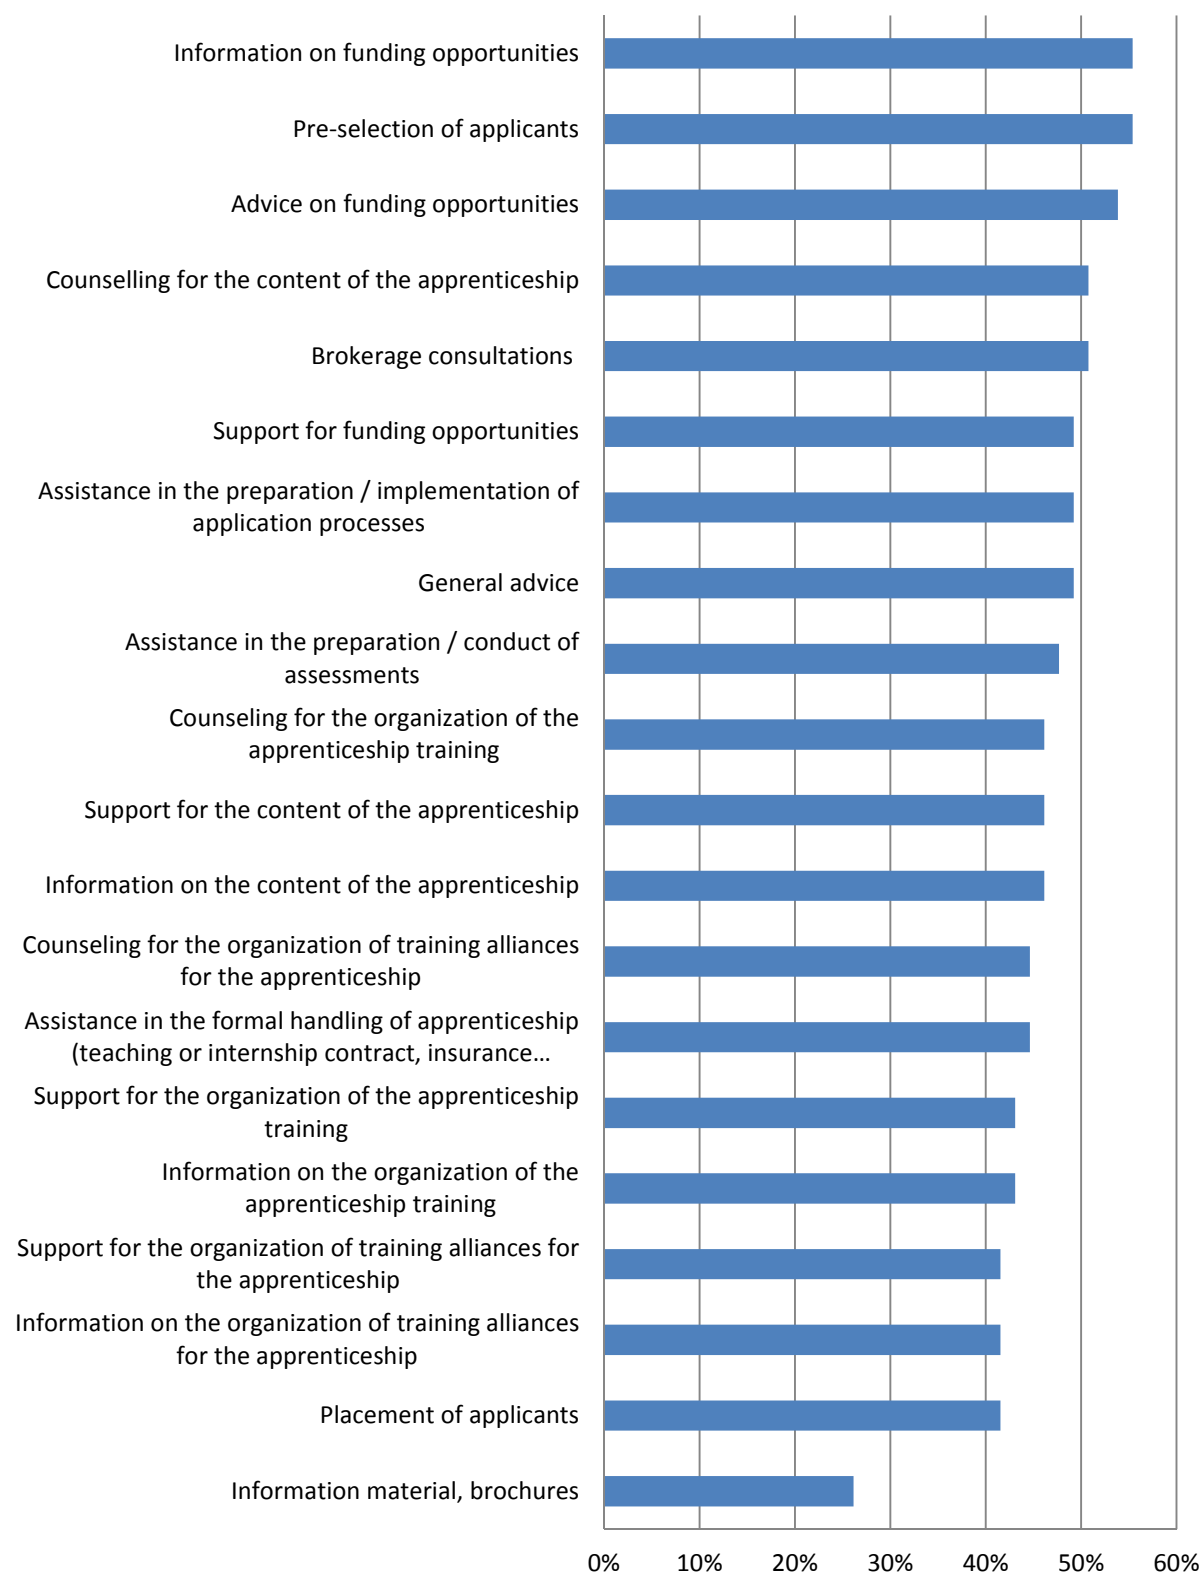 Information on funding opportunities
Pre-selection of applicants
Advice on funding opportunities
Counselling for the content of the apprenticeship
Brokerage consultations
Support for funding opportunities
Assistance in the preparation / implementation of
application processes
General advice
Assistance in the preparation / conduct of
assessments
Counseling for the organization of the
apprenticeship training
Support for the content of the apprenticeship
Information on the content of the apprenticeship
Counseling for the organization of training alliances
for the apprenticeship
Assistance in the formal handling of apprenticeship
(teaching or internship contract, insurance…
Support for the organization of the apprenticeship
training
Information on the organization of the
apprenticeship training
Support for the organization of training alliances for
the apprenticeship
Information on the organization of training alliances
for the apprenticeship
Placement of applicants
Information material, brochures
0% 10% 20% 30% 40% 50% 60%